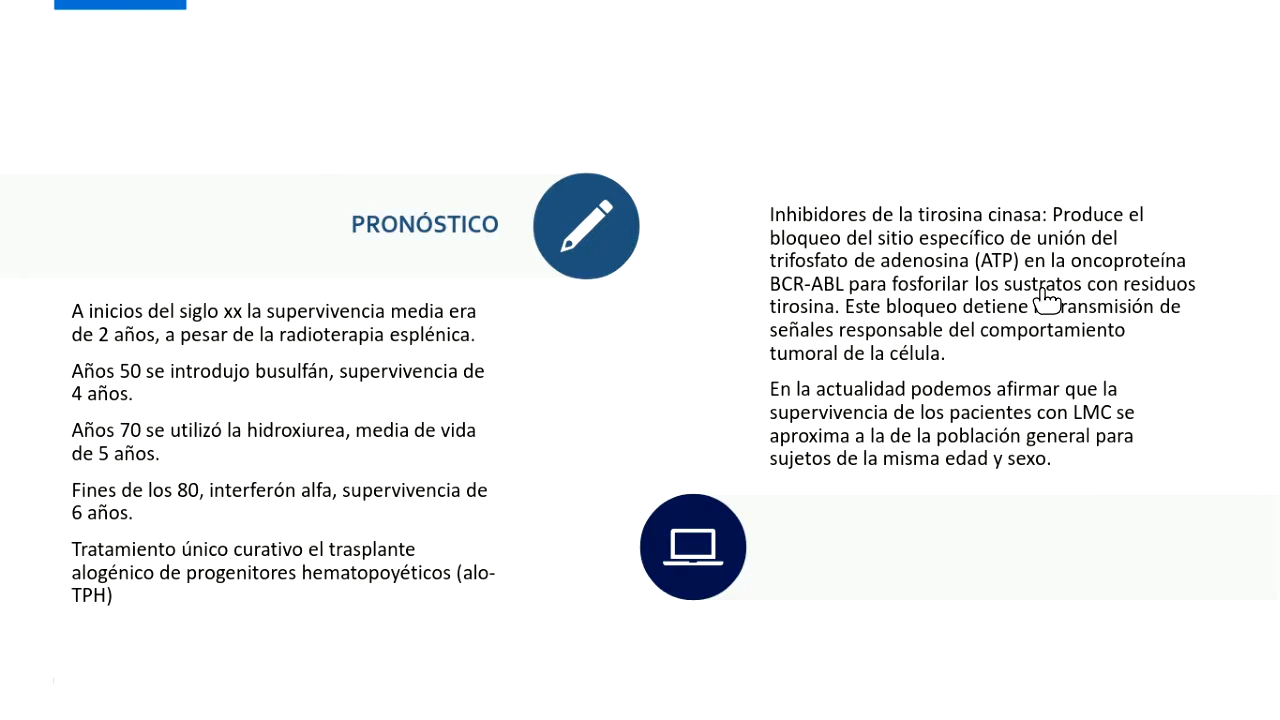 PRONÓSTICO
A inicios del siglo xx la supervivencia media era
de 2 años, a pesar de la radioterapia esplénica.
Años 50 se introdujo busulfán, supervivencia de
4 años.
Años 70 se utilizó la hidroxiurea, media de vida
de 5 años.
Fines de los 80, interferón alfa, supervivencia de
6 años.
Tratamiento único curativo el trasplante
alogénico de progenitores hematopoyéticos (alo-
TPH)
Inhibidores de la tirosina cinasa: Produce el
bloqueo del sitio específico de unión del
trifosfato de adenosina (ATP) en la oncoproteína
BCR-ABL para fosforilar los sustratos con residuos
tirosina. Este bloqueo detiene transmisión de
señales responsable del comportamiento
tumoral de la célula.
En la actualidad podemos afirmar que la
supervivencia de los pacientes con LMC se
aproxima a la de la población general para
sujetos de la misma edad y sexo.